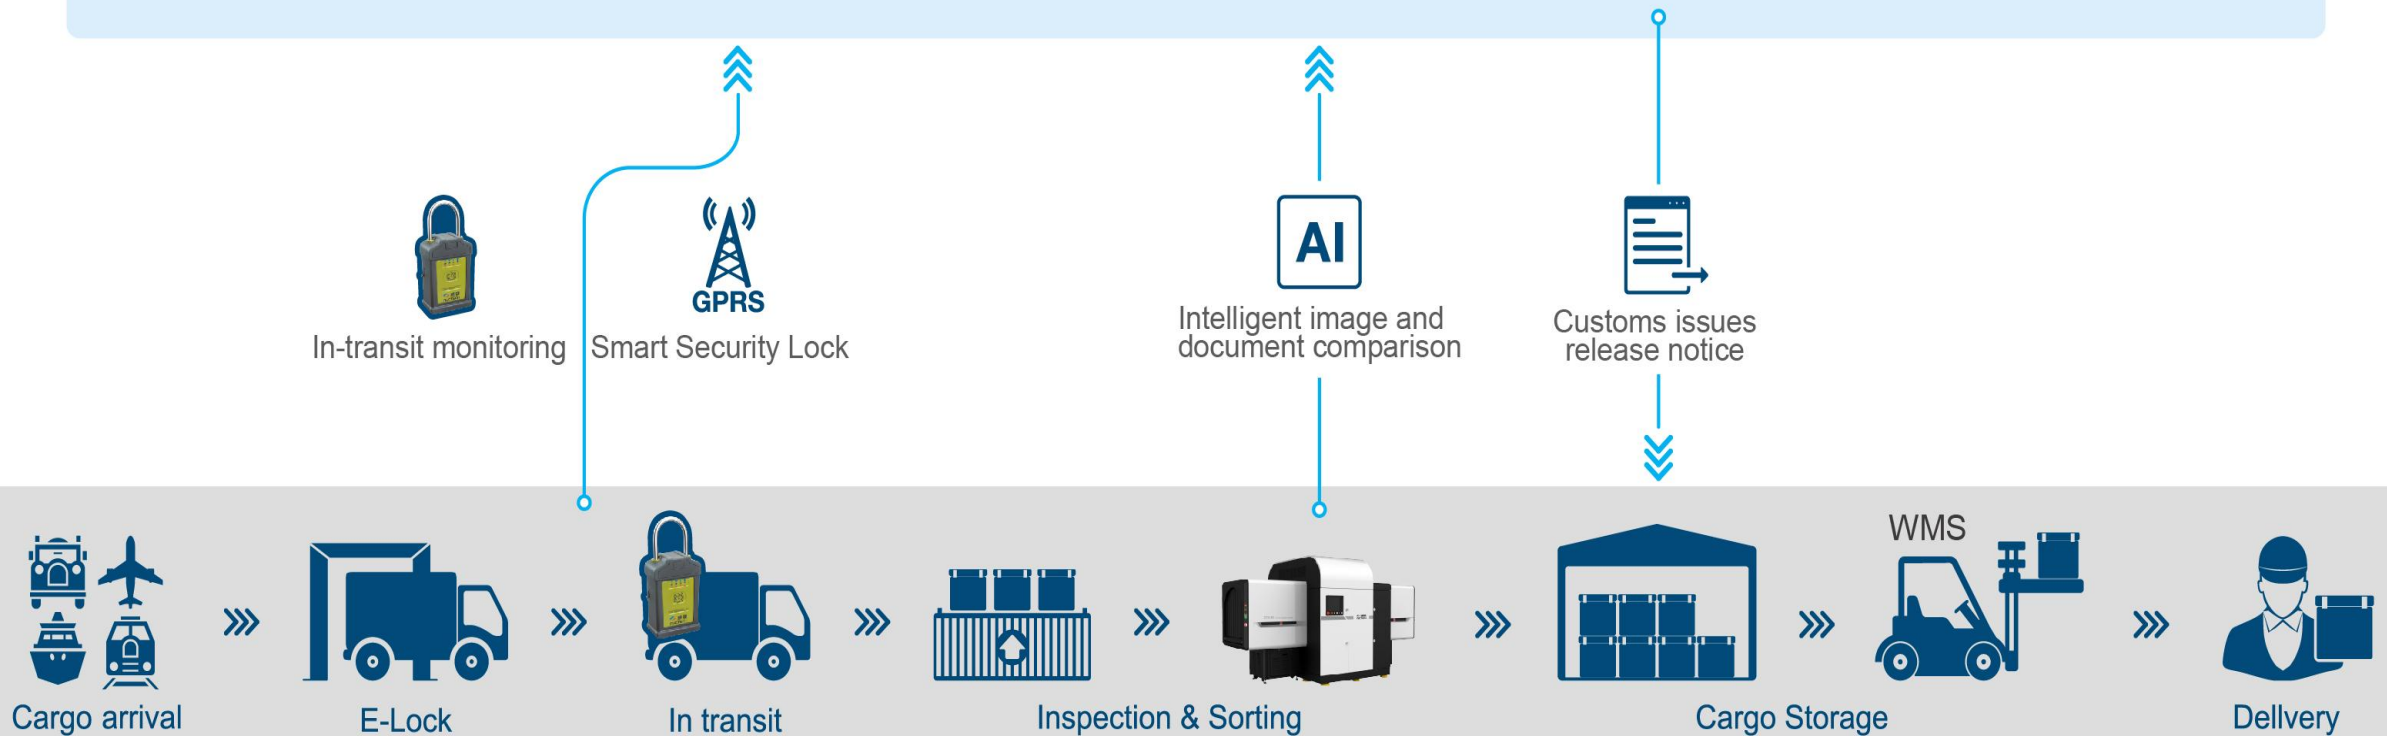 GPRS
In-transit monitoring
Smart Security Lock
AI
Intelligent image and
document comparison
Customs issues
release notice
WMS
Cargo arrival
E-Lock
In transit
Inspection & Sorting
Cargo Storage
Dellvery